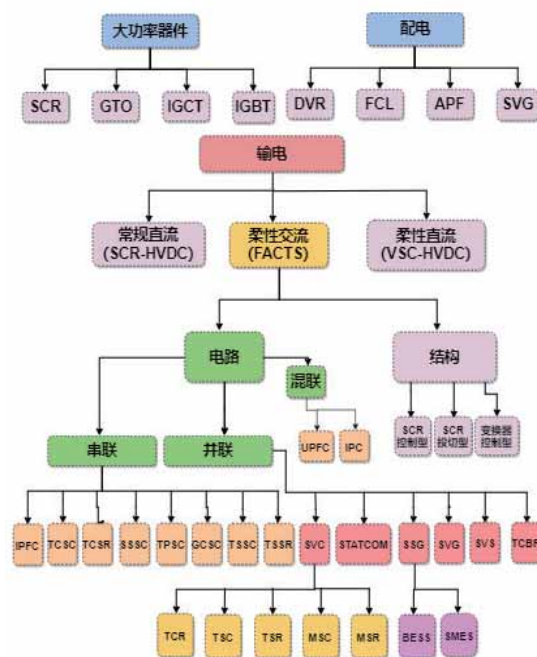 大功率器件
配电
SCR
GTO
IGCT
IGBT
DVR
FCL
APF
SVG
输电
常规直流
(SCR-HVDC)
柔性交流
(FACTS)
柔性直流
(VSC-HVDC)
电路
结构
混联
SCR
控制型
SCR
投切型
变换器
控制型
UPFC
IPC
串联
并联
IPFC
TCSC
TCSR
SSSC
TPSC
GCSC
TSSC
TSSR
SVC
STATCOM
SSG
SVG
SVS
TCBR
TCR
TSC
TSR
MSC
MSR
BESS
SMES